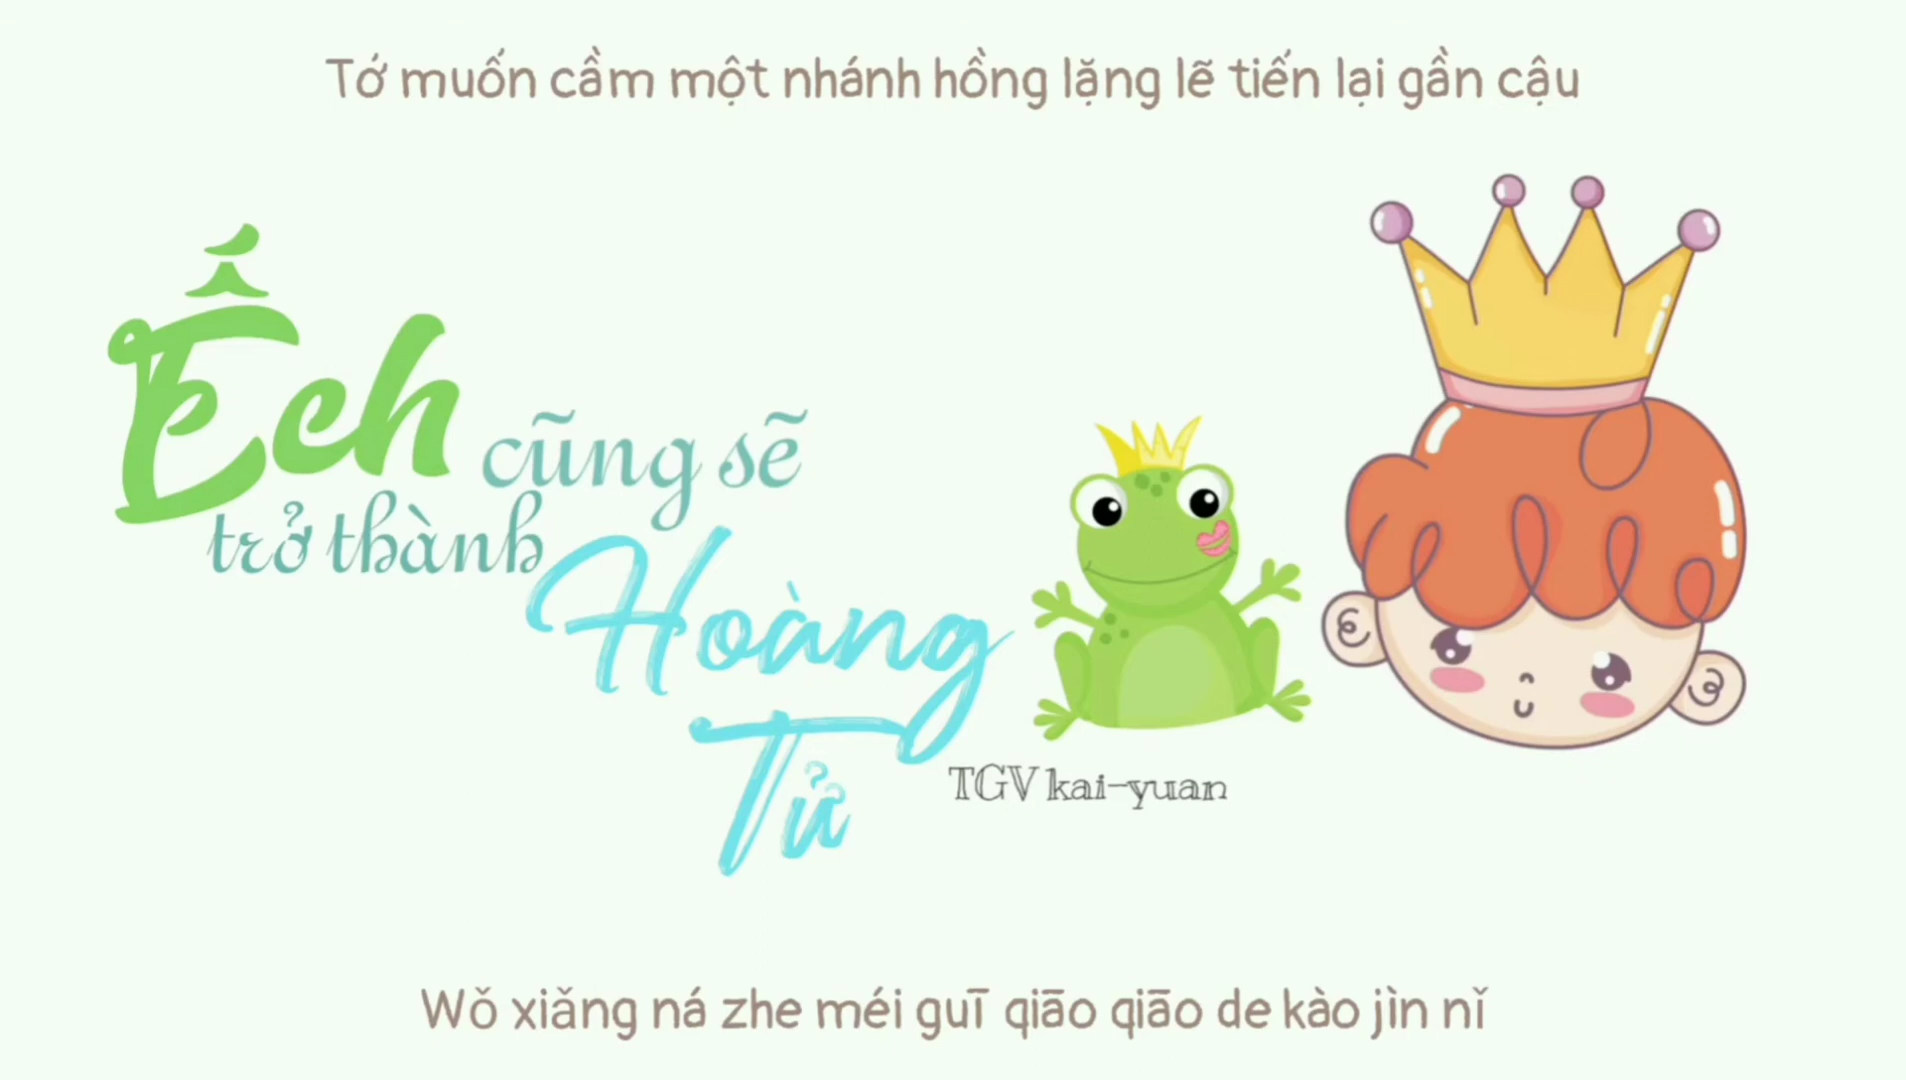 Tớ muốn cầm một nhánh hồng lặng lẽ tiến lại gần cậu
Ếch cũng sẽ
trở thành
Hoàng
Tử
TGV kai-yuan
Wǒ xiǎng ná zhe méi guī qiāo qiāo de kào jìn nǐ